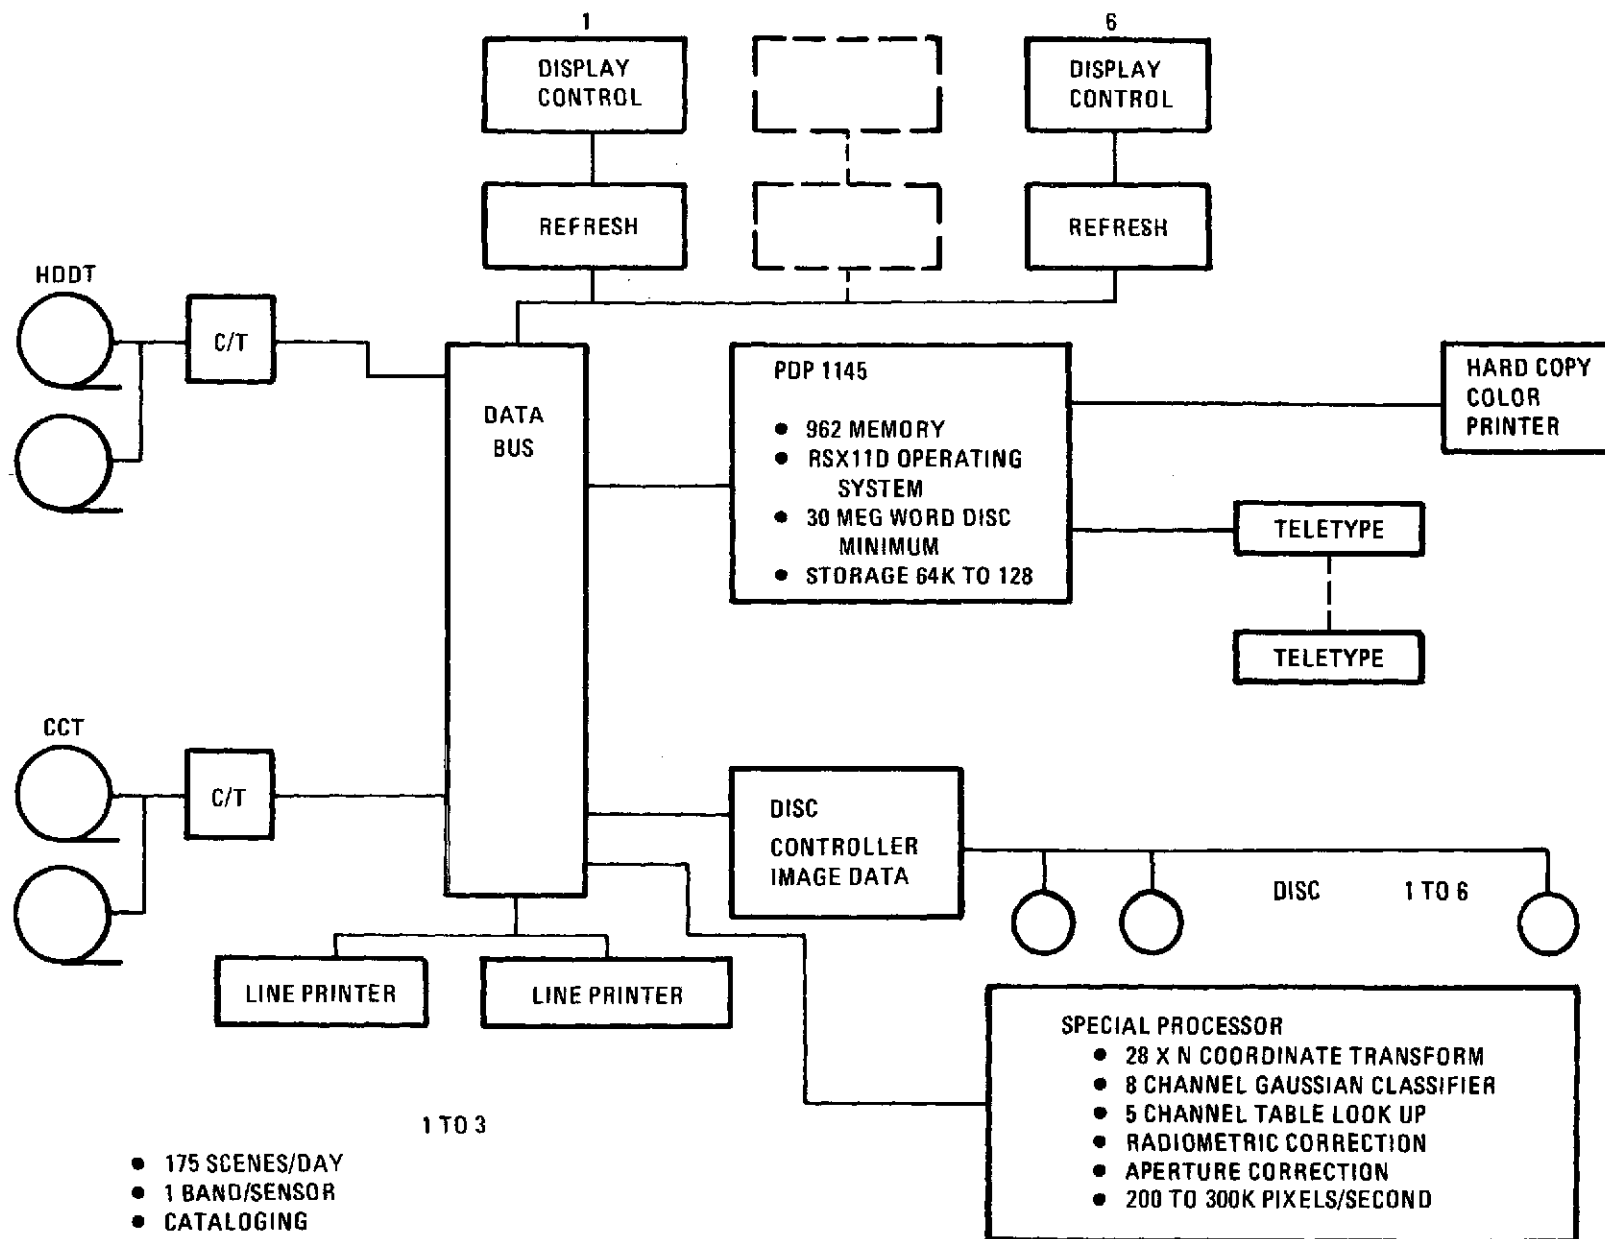 1
6
DISPLAY
CONTROL
DISPLAY
CONTROL
REFRESH
REFRESH
HDDT
C/T
DATA
BUS
PDP 1145
● 962 MEMORY
● RSX11D OPERATING
SYSTEM
● 30 MEG WORD DISC
MINIMUM
● STORAGE 64K TO 128
HARD COPY
COLOR
PRINTER
TELETYPE
TELETYPE
CCT
C/T
DISC
CONTROLLER
IMAGE DATA
DISC 1 TO 6
LINE PRINTER
LINE PRINTER
SPECIAL PROCESSOR
● 28 X N COORDINATE TRANSFORM
● 8 CHANNEL GAUSSIAN CLASSIFIER
● 5 CHANNEL TABLE LOOK UP
● RADIOMETRIC CORRECTION
● APERTURE CORRECTION
● 200 TO 300K PIXELS/SECOND
1 TO 3
● 175 SCENES/DAY
● 1 BAND/SENSOR
● CATALOGING